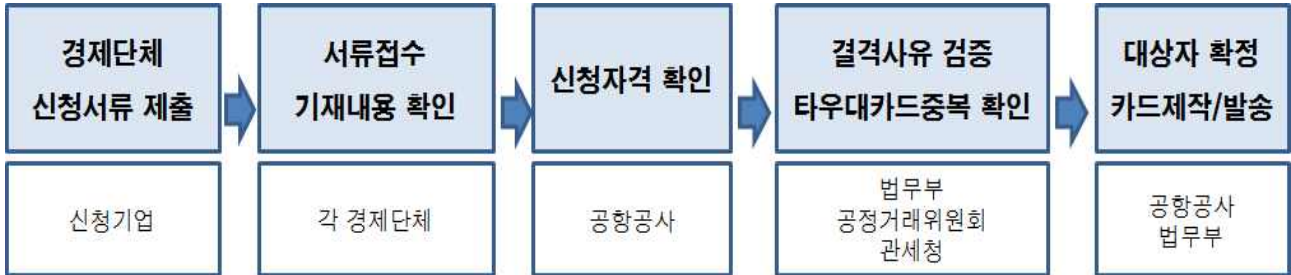 경제단체
신청서류 제출
신청기업
서류접수
기재내용 확인
각 경제단체
신청자격 확인
공항공사
결격사유 검증
타우대카드중복 확인
법무부
공정거래위원회
관세청
대상자 확정
카드제작/발송
공항공사
법무부